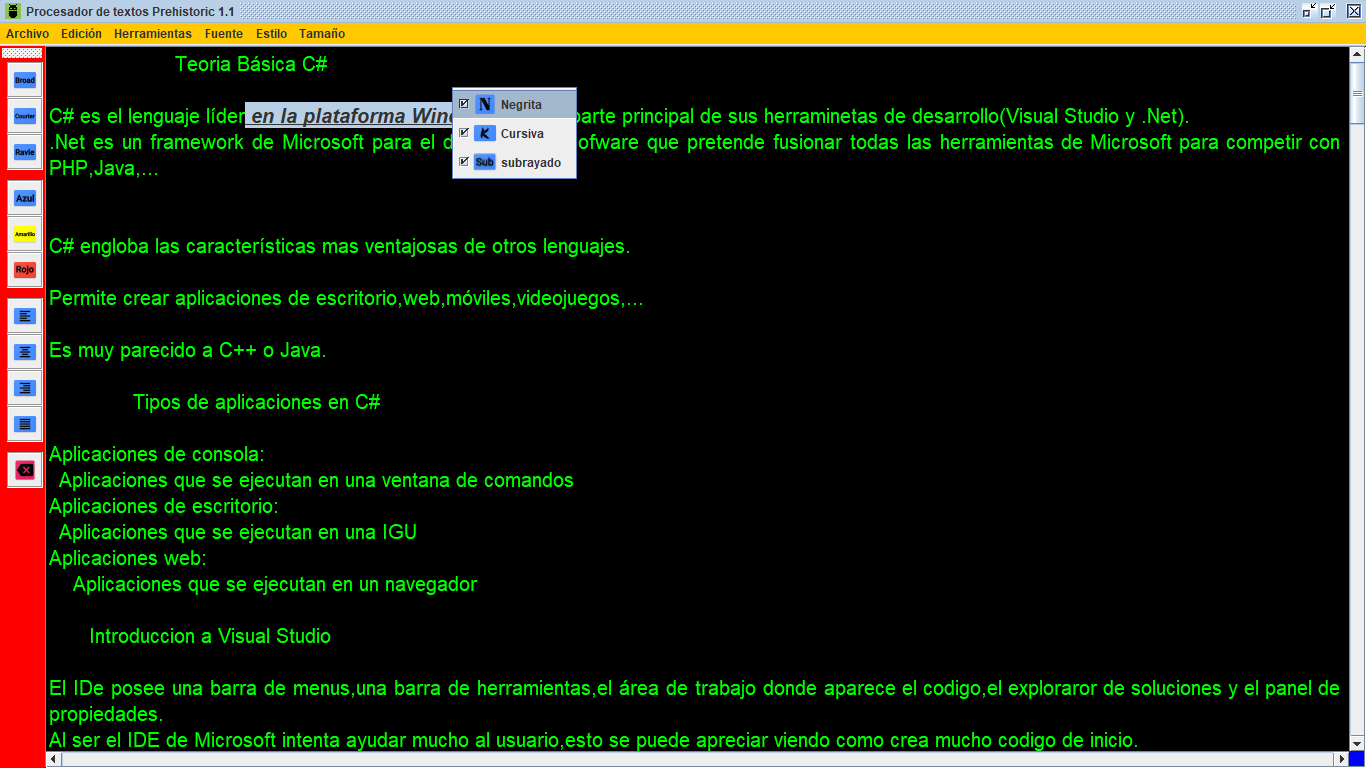 Procesador de textos Prehistoric 1.1
Archivo Edición Herramientas Fuente Estilo Tamaño
Broad
Courier
Ravie
Azul
Amarillo
Rojo
Teoria Básica C#
C# es el lenguaje líder en la plataforma parte principal de sus herraminetas de desarrollo(Visual Studio y .Net).
.Net es un framework de Microsoft para el que pretende fusionar todas las herramientas de Microsoft para competir con
PHP,Java,...
N Negrita
K Cursiva
Sub subrayado
C# engloba las características mas ventajosas de otros lenguajes.
Permite crear aplicaciones de escritorio,web,móviles,videojuegos,...
Es muy parecido a C++ o Java.
Tipos de aplicaciones en C#
Aplicaciones de consola:
Aplicaciones que se ejecutan en una ventana de comandos
Aplicaciones de escritorio:
Aplicaciones que se ejecutan en una IGU
Aplicaciones web:
Aplicaciones que se ejecutan en un navegador
Introduccion a Visual Studio
El IDe posee una barra de menus,una barra de herramientas,el área de trabajo donde aparece el codigo,el exploraror de soluciones y el panel de
propiedades.
Al ser el IDE de Microsoft intenta ayudar mucho al usuario,esto se puede apreciar viendo como crea mucho codigo de inicio.